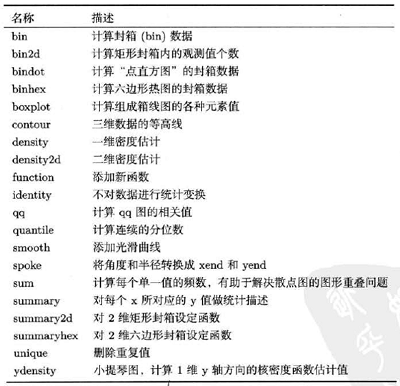 名称 描述
bin 计算封箱 (bin) 数据
bin2d 计算矩形封箱内的观测值个数
bindot 计算“点直方图”的封箱数据
binhex 计算六边形热图的封箱数据
boxplot 计算组成箱线图的各种元素值
contour 三维数据的等高线
density 一维密度估计
density2d 二维密度估计
function 添加新函数
identity 不对数据进行统计变换
qq 计算 qq 图的相关值
quantile 计算连续的分位数
smooth 添加光滑曲线
spoke 将角度和半径转换成 xend 和 yend
sum 计算每个单一值的频数，有助于解决散点图的图形重叠问题
summary 对每个 x 所对应的 y 值做统计描述
summary2d 对 2 维矩形封箱设定函数
summaryhex 对 2 维六边形封箱设定函数
unique 删除重复值
ydensity 小提琴图，计算 1 维 y 轴方向的核密度函数估计值